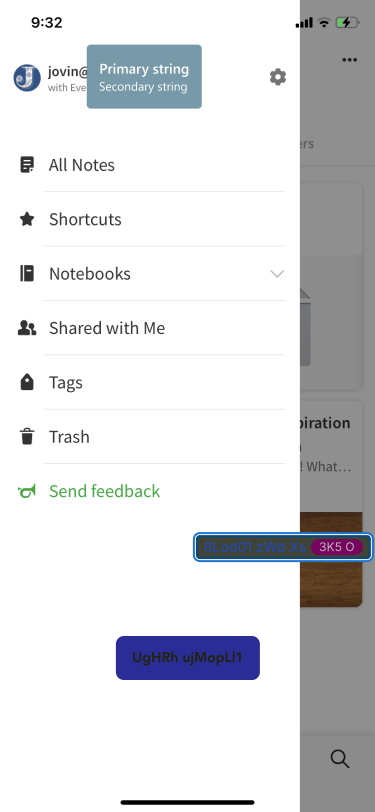 9:32
jovin@
with Eve
Primary string
Secondary string
ers
All Notes
Shortcuts
Notebooks
Shared with Me
piration
Tags
! What...
Trash
Send feedback
3K5 O
UgHRh ujMopLl1